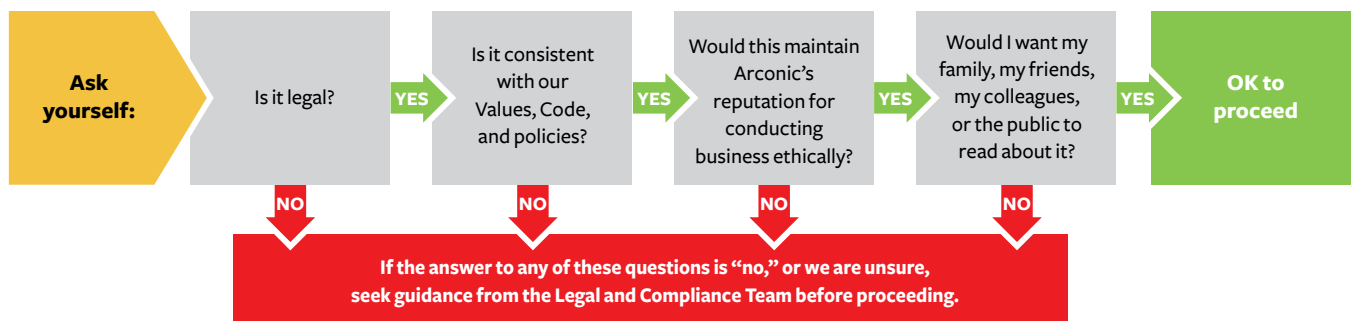 Ask
yourself:
Is it legal?
YES
Is it consistent
with our
Values, Code,
and policies?
YES
Would this maintain
Arconic’s
reputation for
conducting
business ethically?
YES
Would I want my
family, my friends,
my colleagues,
or the public to
read about it?
YES
OK to
proceed
NO
NO
NO
NO
If the answer to any of these questions is “no,” or we are unsure,
seek guidance from the Legal and Compliance Team before proceeding.